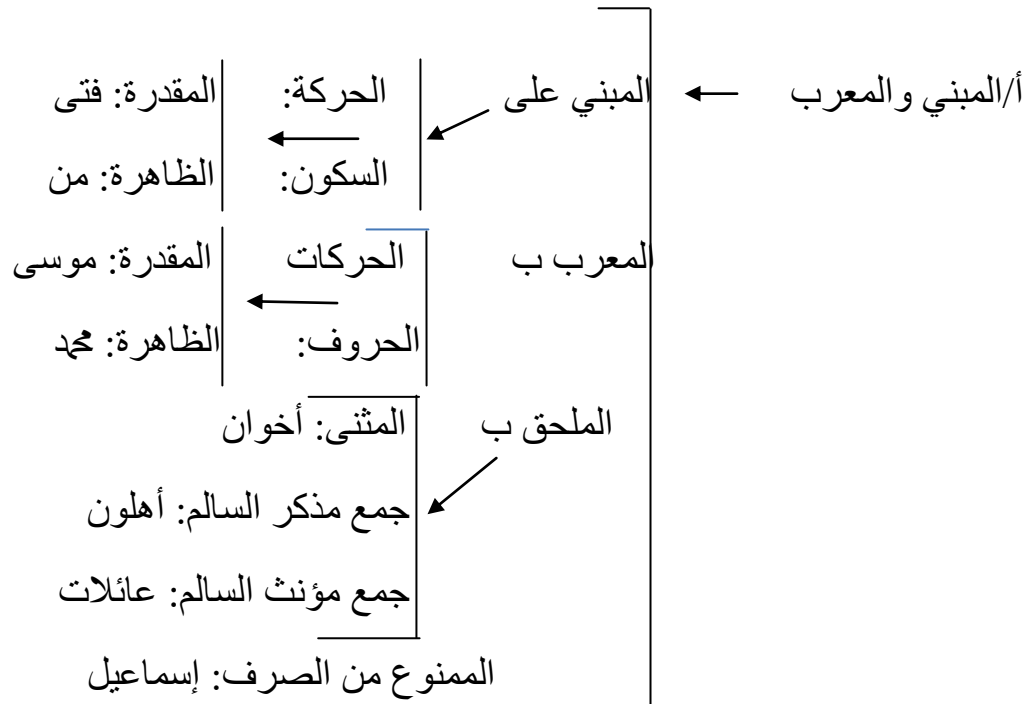 أ/المبني والمعرب المبني على الحركة: المقدرة: فتى
السكون: الظاهرة: من
المعرب ب الحركات المقدرة: موسى
الحروف: الظاهرة: محمد
الملحق ب المثنى: أخوان
جمع مذكر السالم: أهلون
جمع مؤنث السالم: عائلات
الممنوع من الصرف: إسماعيل